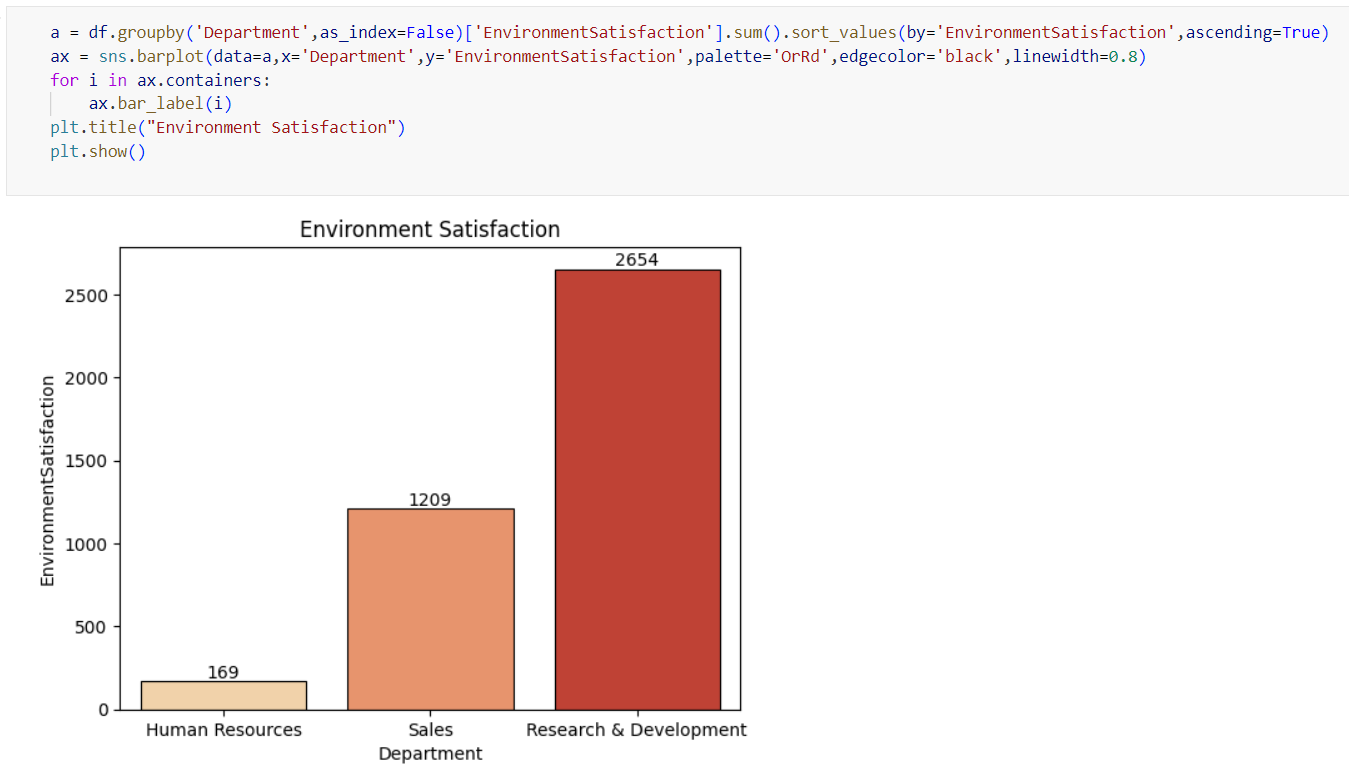 a = df.groupby('Department',as_index=False)['EnvironmentSatisfaction'].sum().sort_values(by='EnvironmentSatisfaction',ascending=True)
ax = sns.barplot(data=a,x='Department',y='EnvironmentSatisfaction',palette='OrRd',edgecolor='black',linewidth=0.8)
for i in ax.containers:
    ax.bar_label(i)
plt.title("Environment Satisfaction")
plt.show()
Environment Satisfaction
2654
2500
2000
1500
1209
1000
500
169
0
EnvironmentSatisfaction
Human Resources
Sales
Research & Development
Department